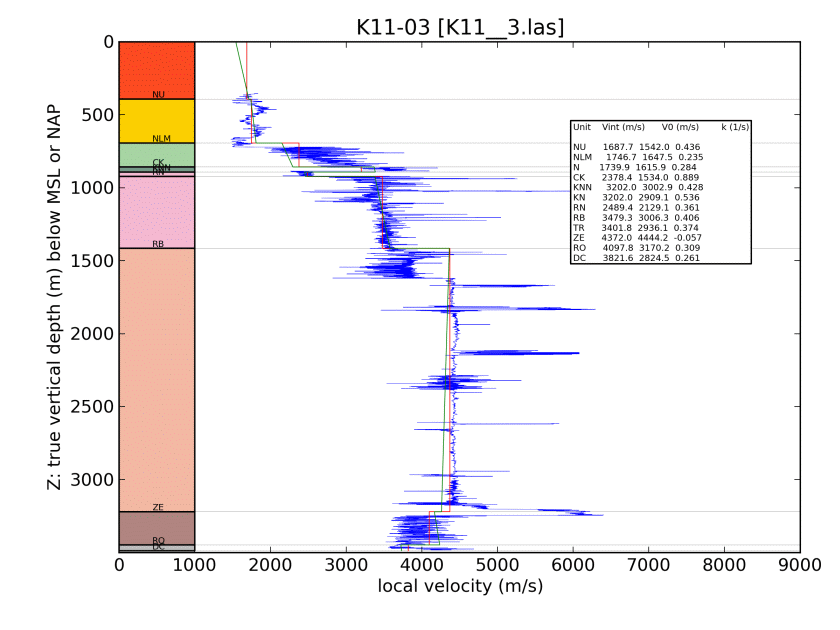 K11-03 [K11__3.las]
Z: true vertical depth (m) below MSL or NAP
0
500
1000
1500
2000
2500
3000
NU
NLM
CK
KNN
RN
RB
ZE
RO
DC
Unit Vint (m/s) V0 (m/s) k (1/s)
NU 1687.7 1542.0 0.436
NLM 1746.7 1647.5 0.235
N 1739.9 1615.9 0.284
CK 2378.4 1534.0 0.889
KNN 3202.0 3002.9 0.428
KN 3202.0 2909.1 0.536
RN 2489.4 2129.1 0.361
RB 3479.3 3006.3 0.406
TR 3401.8 2936.1 0.374
ZE 4372.0 4444.2 -0.057
RO 4097.8 3170.2 0.309
DC 3821.6 2824.5 0.261
0 1000 2000 3000 4000 5000 6000 7000 8000 9000
local velocity (m/s)